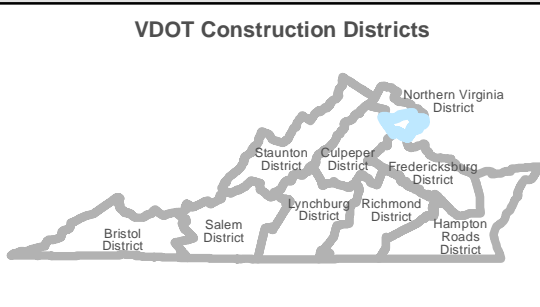 VDOT Construction Districts
Northern Virginia
District
Staunton
District
Culpeper
District
Fredericksburg
District
Lynchburg
District
Richmond
District
Salem
District
Bristol
District
Hampton
Roads
District